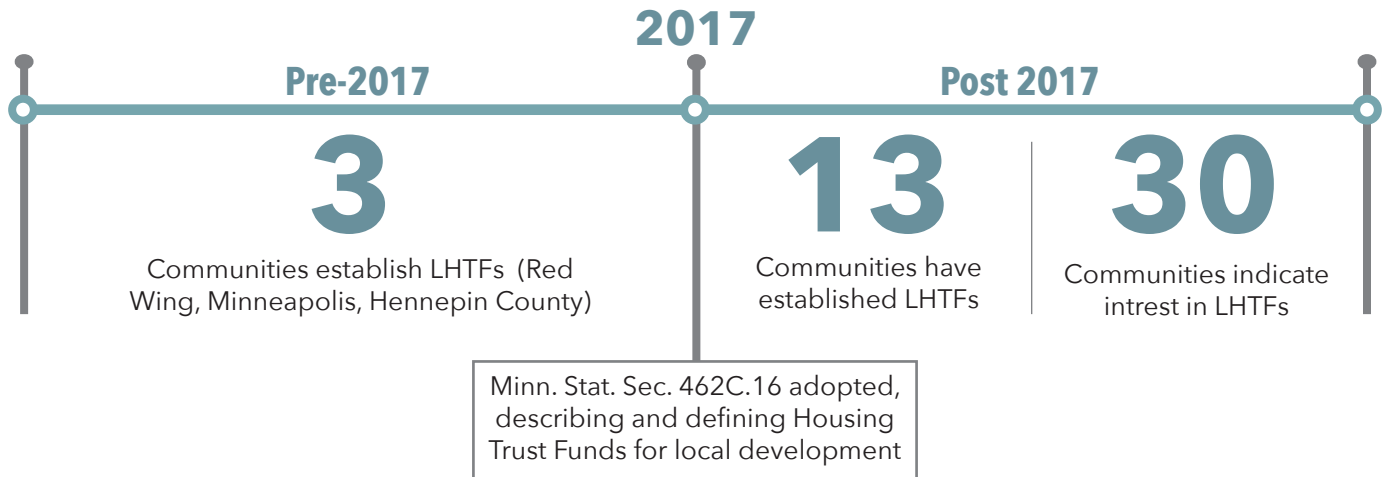 2017
Pre-2017
Post 2017
3
Communities establish LHTFs (Red
Wing, Minneapolis, Hennepin County)
13
Communities have
established LHTFs
30
Communities indicate
intrest in LHTFs
Minn. Stat. Sec. 462C.16 adopted,
describing and defining Housing
Trust Funds for local development